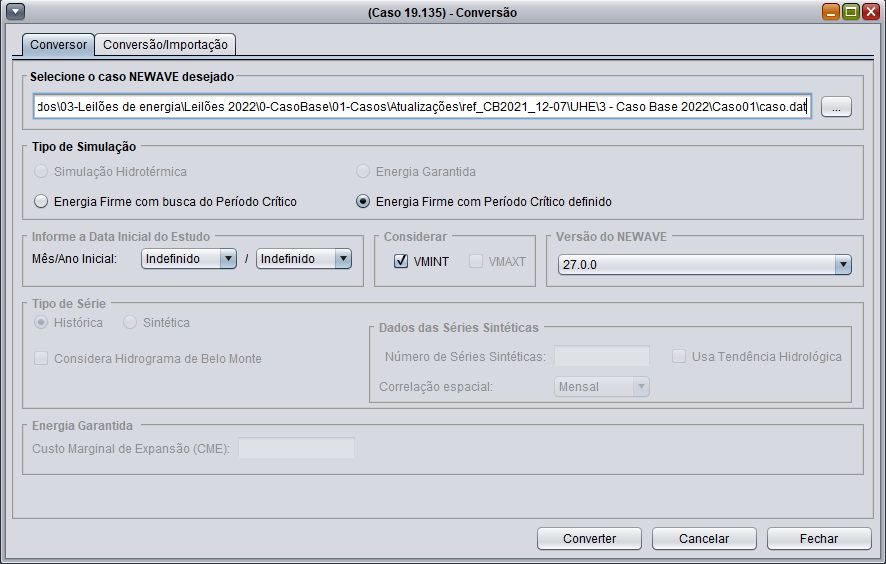 (Caso 19.135) - Conversão
Conversor Conversão/Importação
Selecione o caso NEWAVE desejado
dos\03-Leilões de energia\Leilões 2022\0-CasoBase\01-Casos\Atualizações\ref_CB2021_12-07\UHE\3 - Caso Base 2022\Caso01\caso.dat ...
Tipo de Simulação
Simulação Hidrotérmica Energia Garantida
Energia Firme com busca do Período Crítico Energia Firme com Período Crítico definido
Informe a Data Inicial do Estudo Considerar Versão do NEWAVE
Mês/Ano Inicial: Indefinido / Indefinido VMINT VMAXT 27.0.0
Tipo de Série
Histórica Sintética
Dados das Séries Sintéticas
Considera Hidrograma de Belo Monte Número de Séries Sintéticas: Usa Tendência Hidrológica
Correlação espacial: Mensal
Energia Garantida
Custo Marginal de Expansão (CME):
Converter Cancelar Fechar